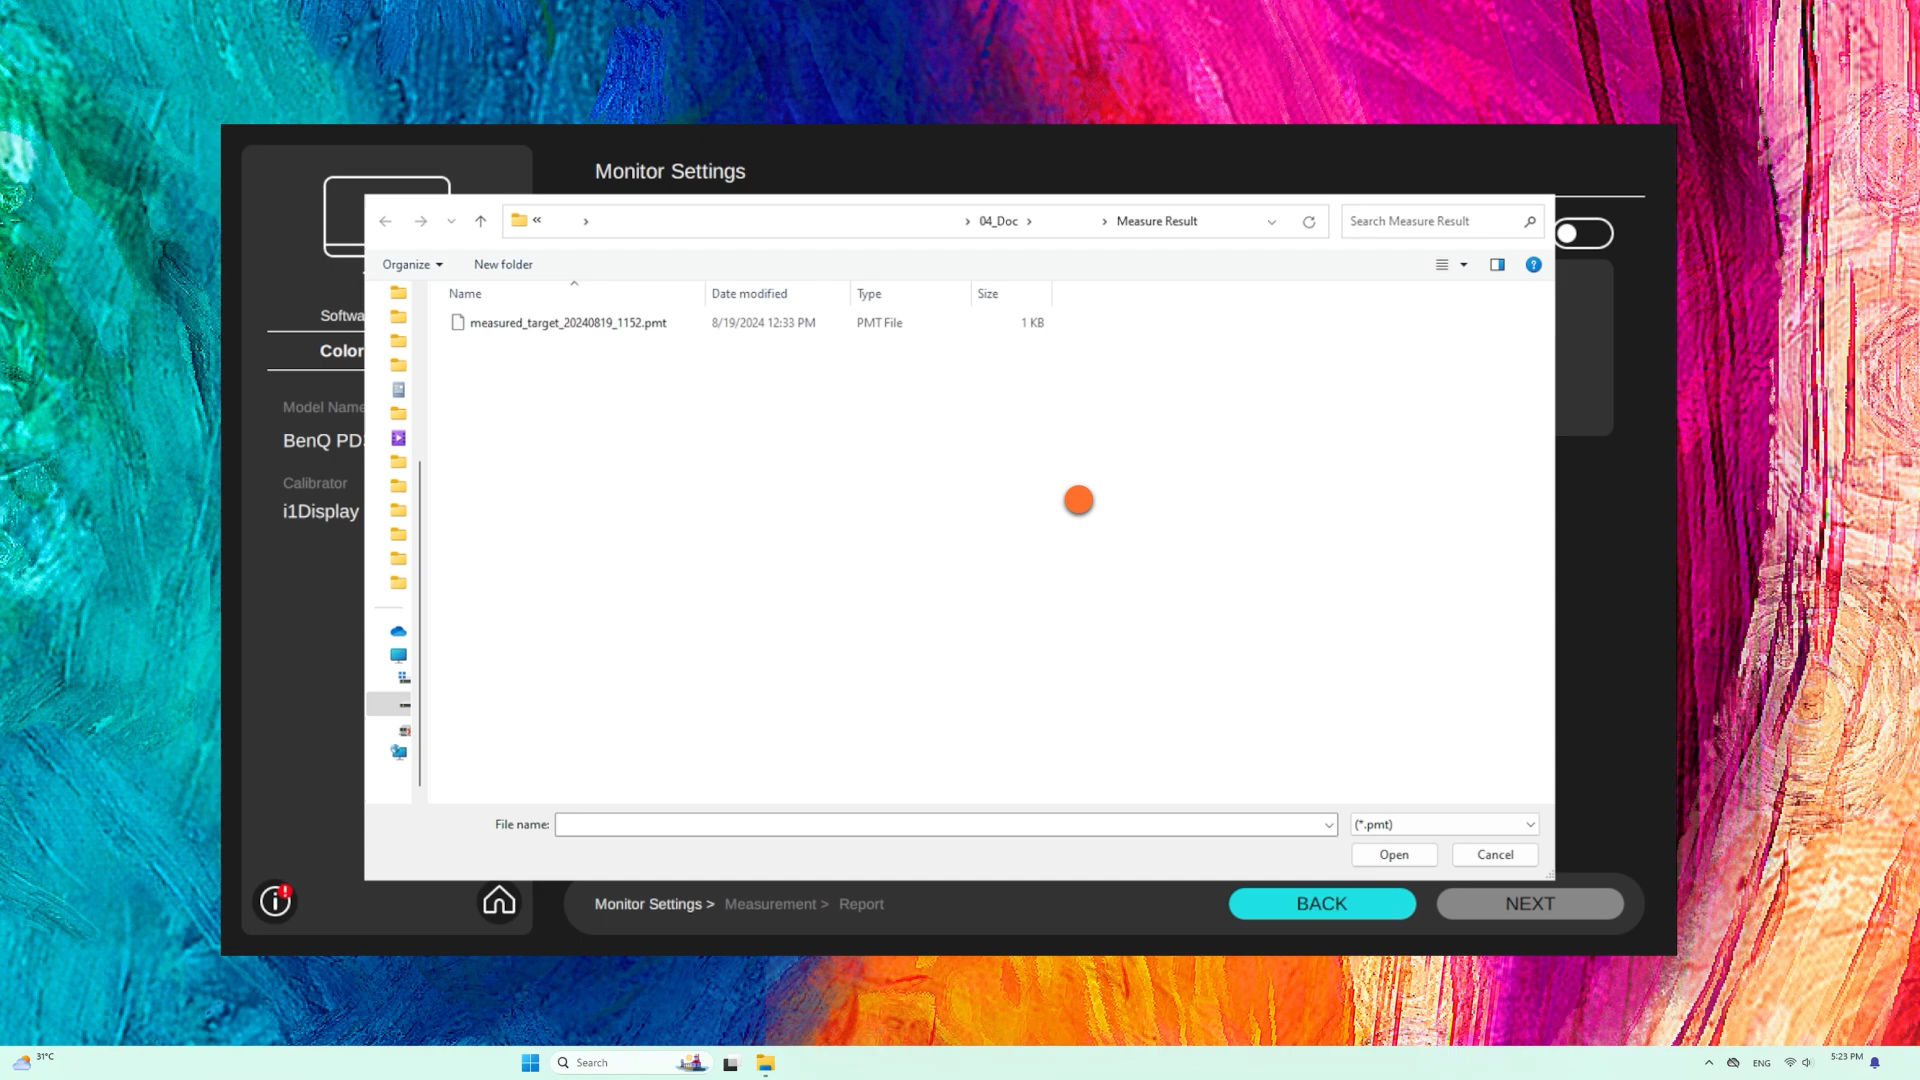 Monitor Settings
« › › 04_Doc › › Measure Result
Search Measure Result
Organize
New folder
Name
Date modified
Type
Size
measured_target_20240819_1152.pmt
8/19/2024 12:33 PM
PMT File
1 KB
Softwa
Color
Model Name
BenQ PD
Calibrator
i1Display
File name:
(*.pmt)
Open
Cancel
Monitor Settings > Measurement > Report
BACK
NEXT
31°C
Search
ENG
5:23 PM